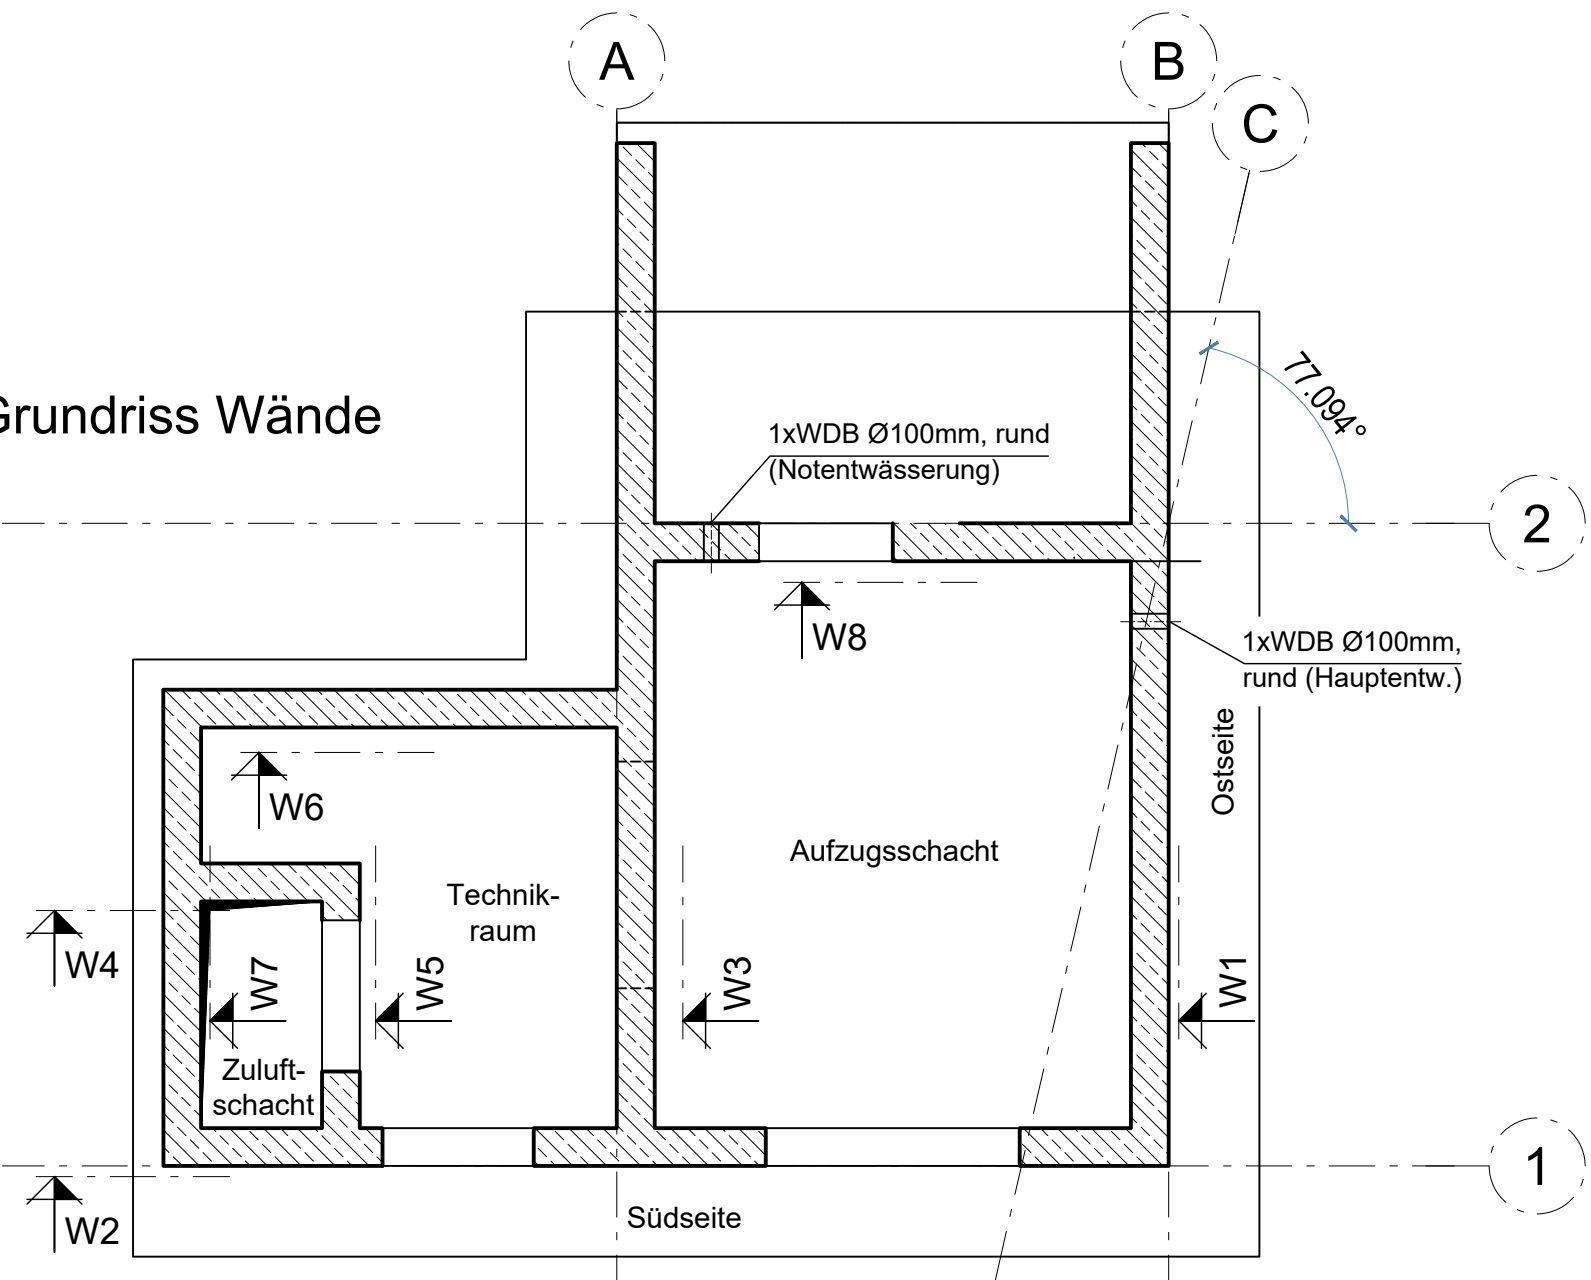 A
B
C
77.094°
Grundriss Wände
1xWDB Ø100mm, rund
(Notentwässerung)
2
W8
1xWDB Ø100mm,
rund (Hauptentw.)
Ostseite
W6
Aufzugsschacht
Technik-
raum
W4
W7
W5
W3
W1
Zuluft-
schacht
1
Südseite
W2